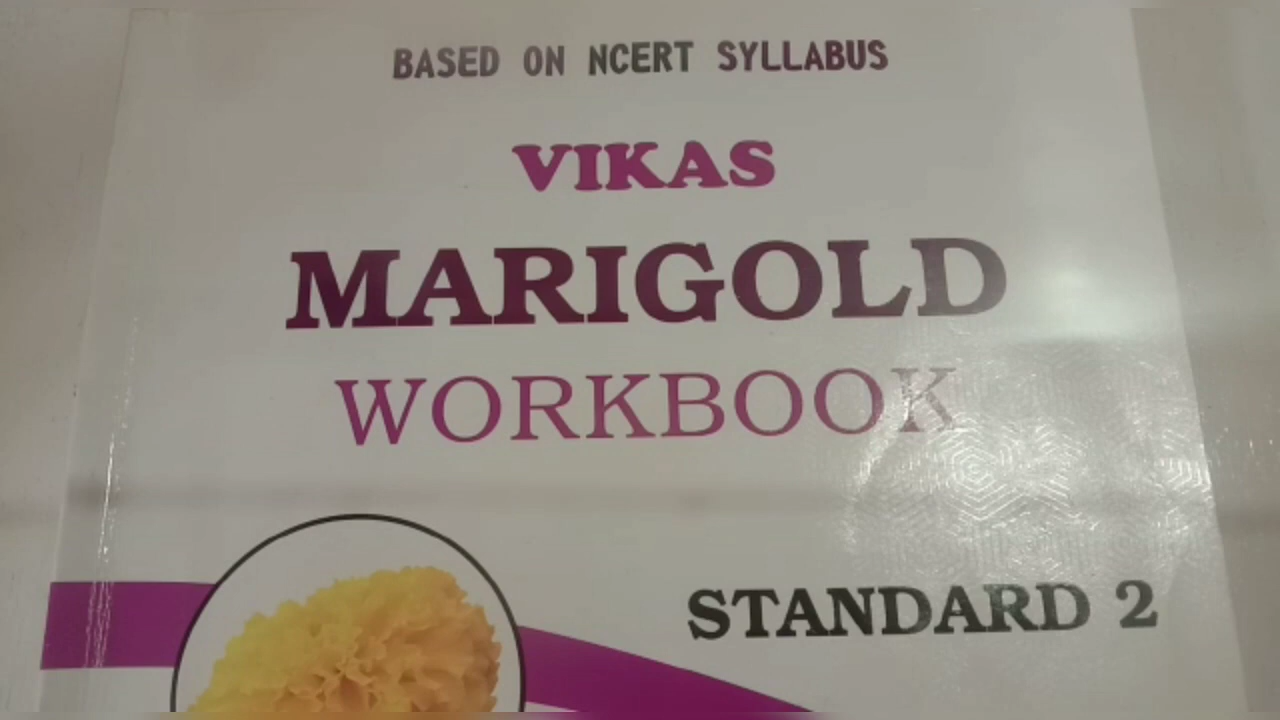 BASED ON NCERT SYLLABUS
VIKAS
MARIGOLD
WORKBOOK
STANDARD 2